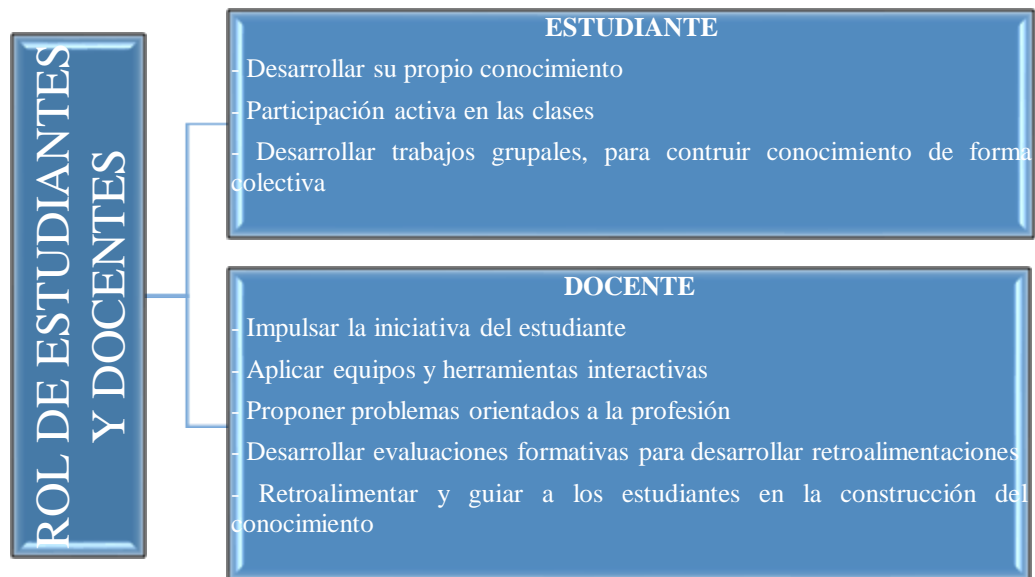 ROL DE ESTUDIANTES
Y DOCENTES
ESTUDIANTE
- Desarrollar su propio conocimiento
- Participación activa en las clases
- Desarrollar trabajos grupales, para contruir conocimiento de forma
colectiva
DOCENTE
- Impulsar la iniciativa del estudiante
- Aplicar equipos y herramientas interactivas
- Proponer problemas orientados a la profesión
- Desarrollar evaluaciones formativas para desarrollar retroalimentaciones
- Retroalimentar y guiar a los estudiantes en la construcción del
conocimiento